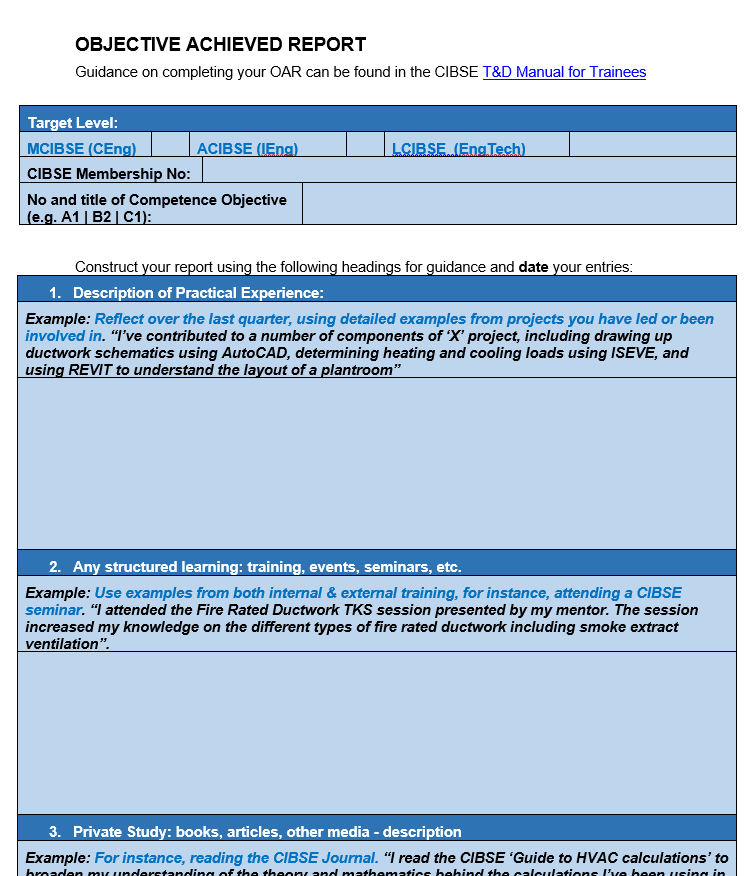 OBJECTIVE ACHIEVED REPORT
Guidance on completing your OAR can be found in the CIBSE T&D Manual for Trainees
Target Level:
MCIBSE (CEng) ACIBSE (IEng) LCIBSE (EngTech)
CIBSE Membership No:
No and title of Competence Objective
(e.g. A1 | B2 | C1):
Construct your report using the following headings for guidance and date your entries:
1. Description of Practical Experience:
Example: Reflect over the last quarter, using detailed examples from projects you have led or been
involved in. “I’ve contributed to a number of components of ‘X’ project, including drawing up
ductwork schematics using AutoCAD, determining heating and cooling loads using ISEVE, and
using REVIT to understand the layout of a plantroom”
2. Any structured learning: training, events, seminars, etc.
Example: Use examples from both internal & external training, for instance, attending a CIBSE
seminar. “I attended the Fire Rated Ductwork TKS session presented by my mentor. The session
increased my knowledge on the different types of fire rated ductwork including smoke extract
ventilation”.
3. Private Study: books, articles, other media - description
Example: For instance, reading the CIBSE Journal. “I read the CIBSE ‘Guide to HVAC calculations’ to
broaden my understanding of the theory and mathematics behind the calculations I’ve been using in